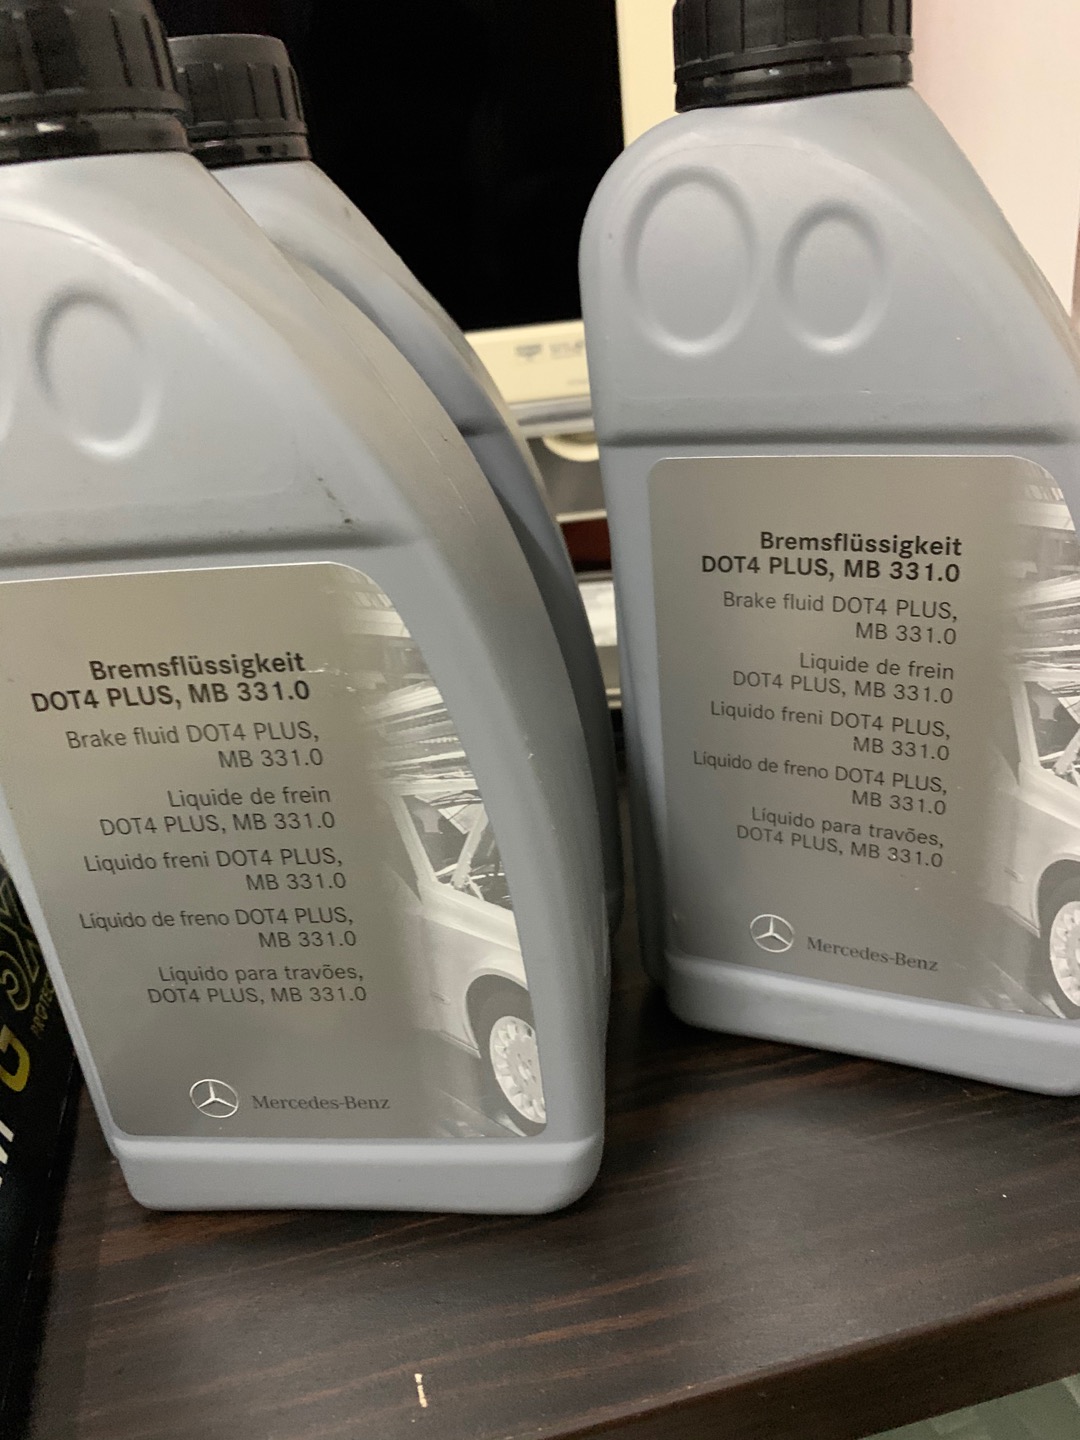 Bremsflüssigkeit
DOT4 PLUS, MB 331.0
Brake fluid DOT4 PLUS,
MB 331.0
Liquide de frein
DOT4 PLUS, MB 331.0
Liquido freni DOT4 PLUS,
MB 331.0
Líquido de freno DOT4 PLUS,
MB 331.0
Líquido para travões,
DOT4 PLUS, MB 331.0
Mercedes-Benz
Bremsflüssigkeit
DOT4 PLUS, MB 331.0
Brake fluid DOT4 PLUS,
MB 331.0
Liquide de frein
DOT4 PLUS, MB 331.0
Liquido freni DOT4 PLUS,
MB 331.0
Líquido de freno DOT4 PLUS,
MB 331.0
Líquido para travões,
DOT4 PLUS, MB 331.0
Mercedes-Benz